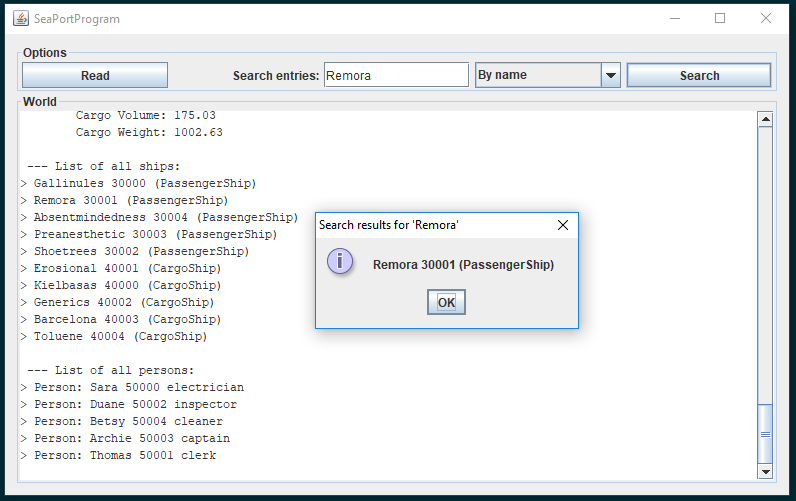 SeaPortProgram
Options
Read Search entries: Remora By name Search
World
Cargo Volume: 175.03
Cargo Weight: 1002.63
--- List of all ships:
> Gallinules 30000 (PassengerShip)
> Remora 30001 (PassengerShip)
> Absentmindedness 30004 (PassengerShip)
> Preanesthetic 30003 (PassengerShip)
> Shoetrees 30002 (PassengerShip)
> Erosional 40001 (CargoShip)
> Kielbasas 40000 (CargoShip)
> Generics 40002 (CargoShip)
> Barcelona 40003 (CargoShip)
> Toluene 40004 (CargoShip)
--- List of all persons:
> Person: Sara 50000 electrician
> Person: Duane 50002 inspector
> Person: Betsy 50004 cleaner
> Person: Archie 50003 captain
> Person: Thomas 50001 clerk
Search results for 'Remora'
Remora 30001 (PassengerShip)
OK